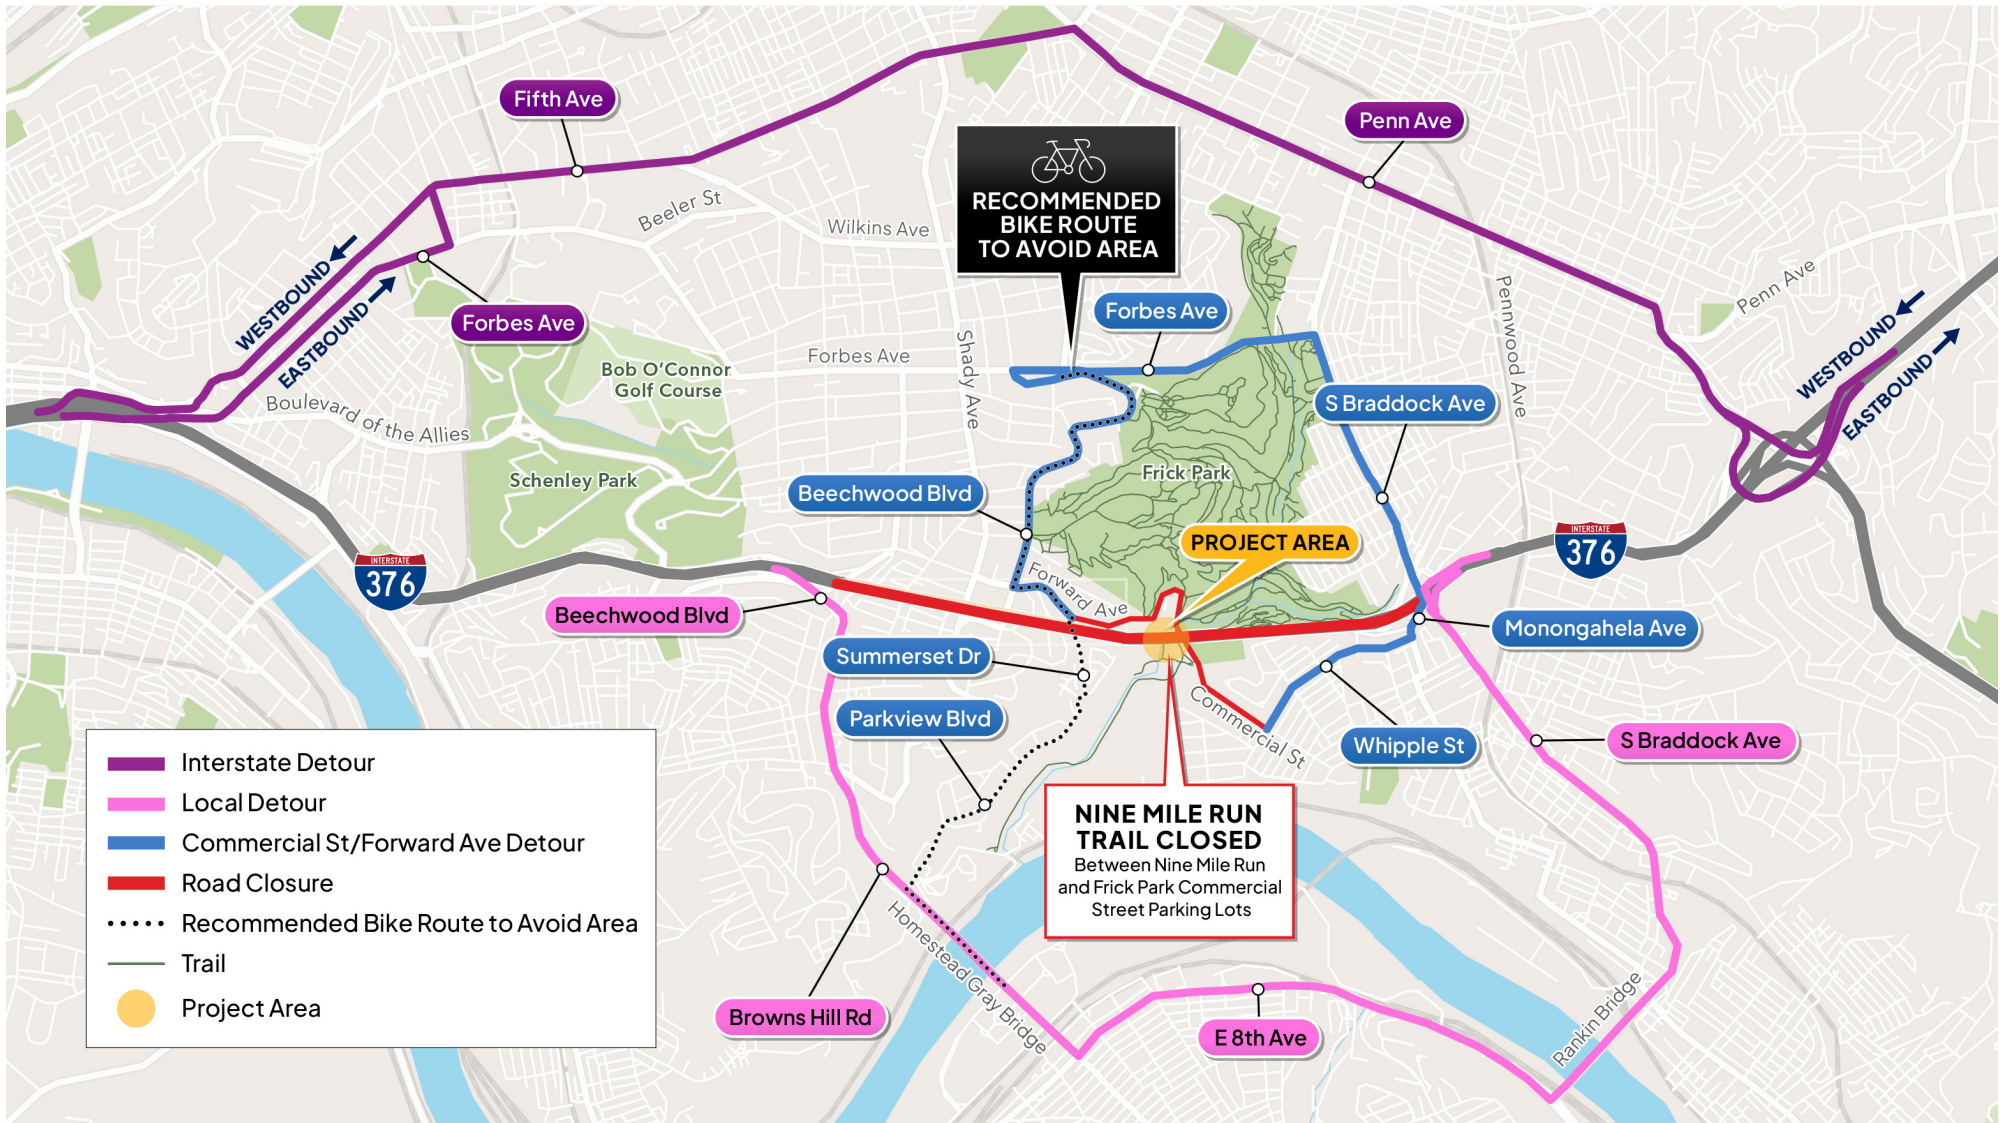 Fifth Ave
Penn Ave
RECOMMENDED
BIKE ROUTE
TO AVOID AREA
Beeler St
Wilkins Ave
WESTBOUND
EASTBOUND
Forbes Ave
Forbes Ave
Penn Ave
Pennwood Ave
WESTBOUND
EASTBOUND
Shady Ave
Forbes Ave
Bob O'Connor
Golf Course
Boulevard of the Allies
S Braddock Ave
Schenley Park
Frick Park
Beechwood Blvd
PROJECT AREA
INTERSTATE
376
INTERSTATE
376
Forward Ave
Beechwood Blvd
Monongahela Ave
Summerset Dr
Parkview Blvd
Commercial St
Whipple St
S Braddock Ave
Interstate Detour
Local Detour
Commercial St/Forward Ave Detour
Road Closure
Recommended Bike Route to Avoid Area
Trail
Project Area
NINE MILE RUN
TRAIL CLOSED
Between Nine Mile Run
and Frick Park Commercial
Street Parking Lots
Homestead Gray Bridge
Browns Hill Rd
E 8th Ave
Rankin Bridge